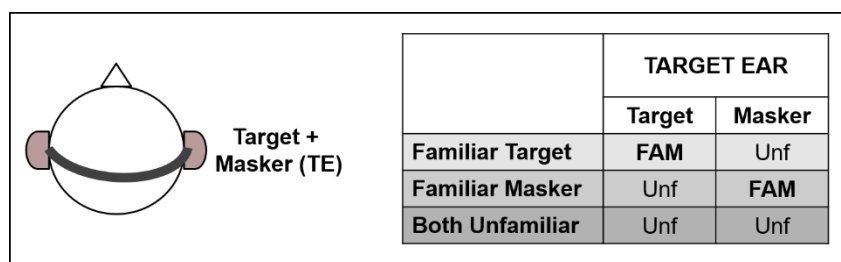 Target +
Masker (TE)
TARGET EAR
Target Masker
Familiar Target FAM Unf
Familiar Masker Unf FAM
Both Unfamiliar Unf Unf